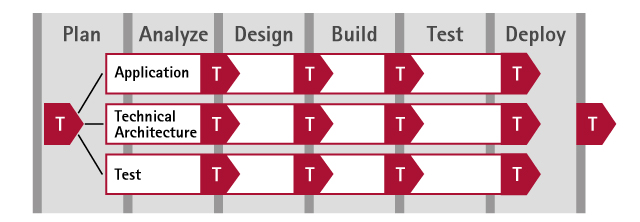 Plan Analyze Design Build Test Deploy
Application T T T T
T Technical
Architecture T T T T T
Test T T T T